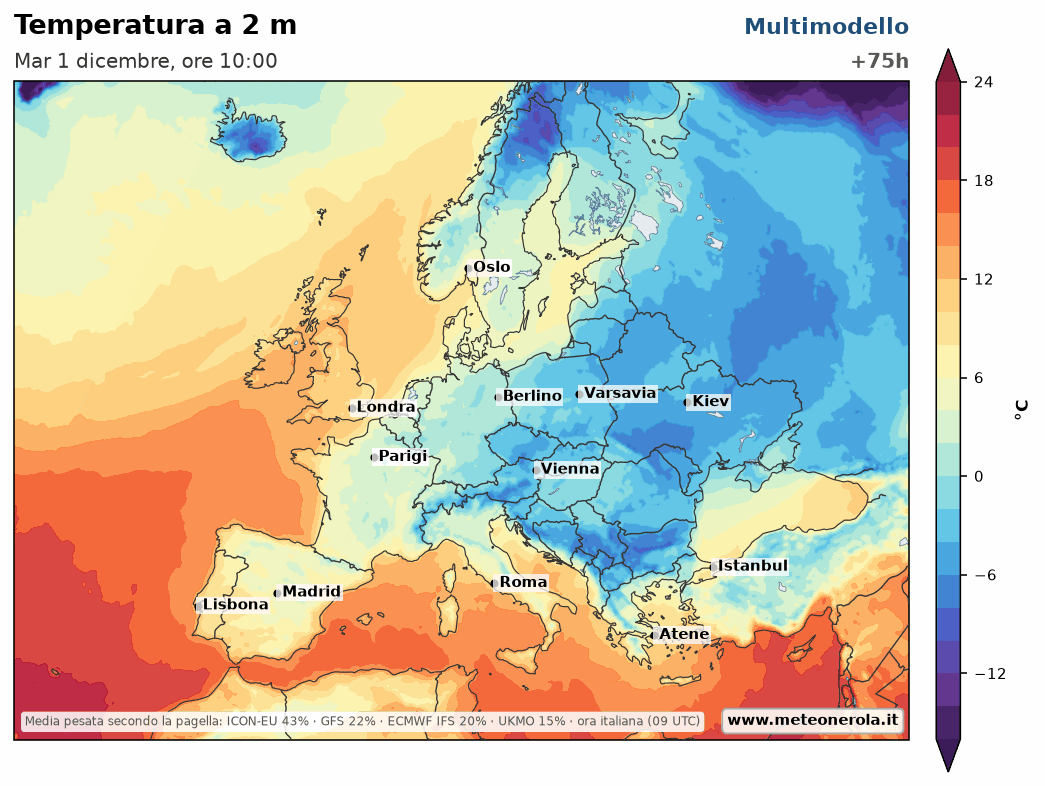 Temperatura a 2 m
Multimodello
Mar 1 dicembre, ore 10:00
+75h
24
18
12
6
0
−6
−12
°C
Oslo
Londra
Berlino
Varsavia
Kiev
Parigi
Vienna
Istanbul
Roma
Madrid
Lisbona
Atene
Media pesata secondo la pagella: ICON-EU 43% · GFS 22% · ECMWF IFS 20% · UKMO 15% · ora italiana (09 UTC)
www.meteonerola.it